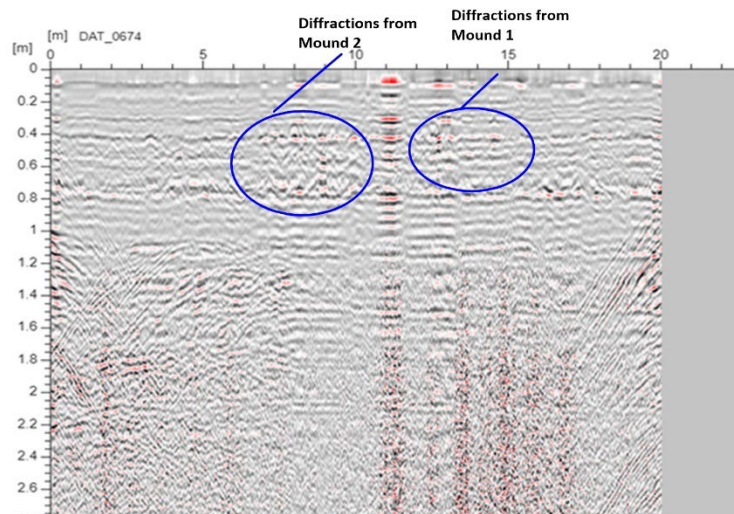 Diffractions from
Mound 2
Diffractions from
Mound 1
[m] DAT_0674
[m]
0 5 10 15 20
0
0.2
0.4
0.6
0.8
1
1.2
1.4
1.6
1.8
2
2.2
2.4
2.6